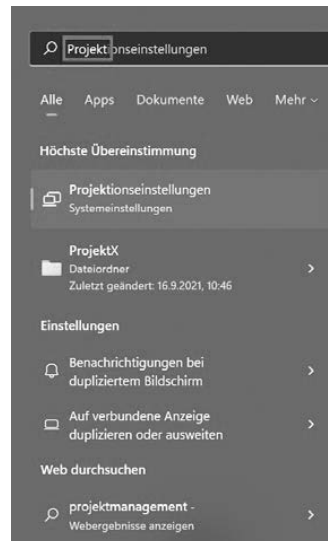 Projektionseinstellungen
Alle Apps Dokumente Web Mehr
Höchste Übereinstimmung
Projektionseinstellungen
Systemeinstellungen
ProjektX
Dateiordner
Zuletzt geändert: 16.9.2021, 10:46
Einstellungen
Benachrichtigungen bei
dupliziertem Bildschirm
Auf verbundene Anzeige
duplizieren oder ausweiten
Web durchsuchen
projektmanagement -
Webergebnisse anzeigen